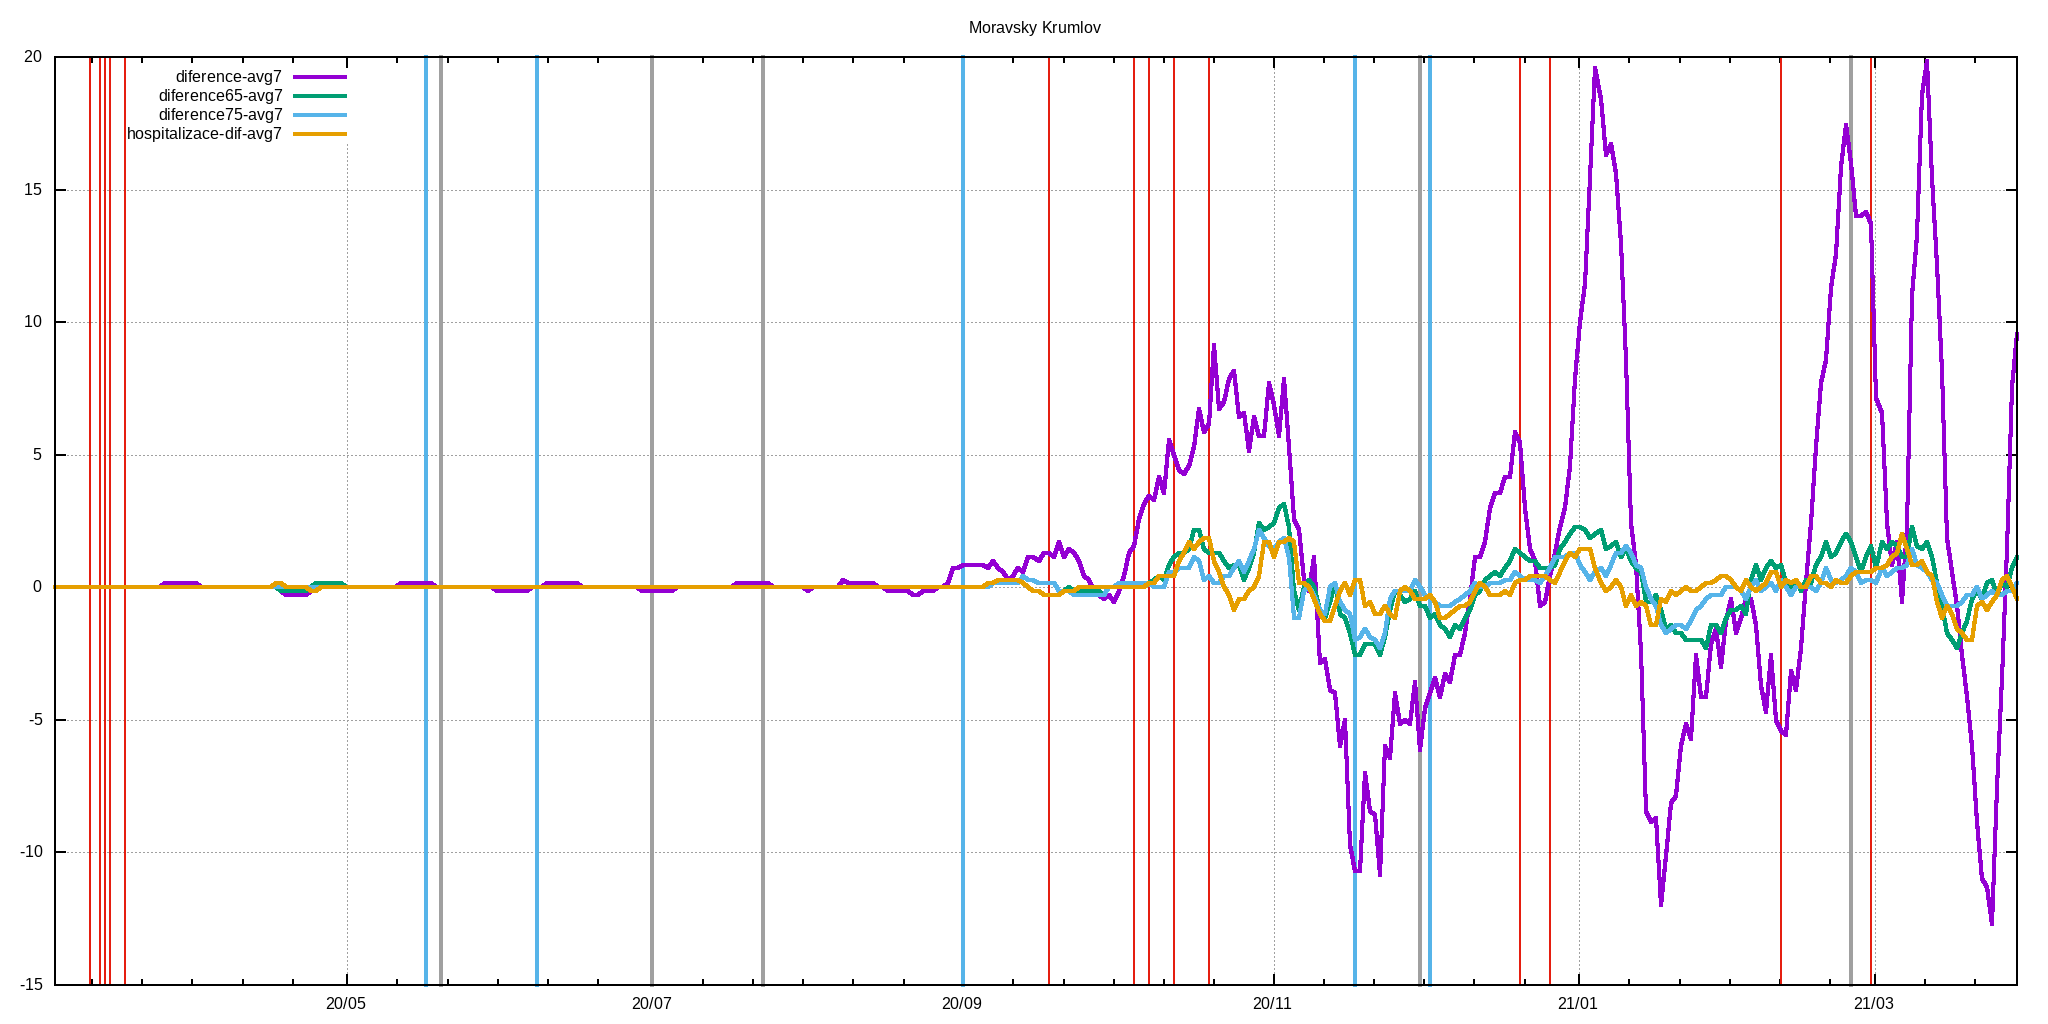 Moravsky Krumlov
20
15
10
5
0
-5
-10
-15
diference-avg7
diference65-avg7
diference75-avg7
hospitalizace-dif-avg7
20/05
20/07
20/09
20/11
21/01
21/03